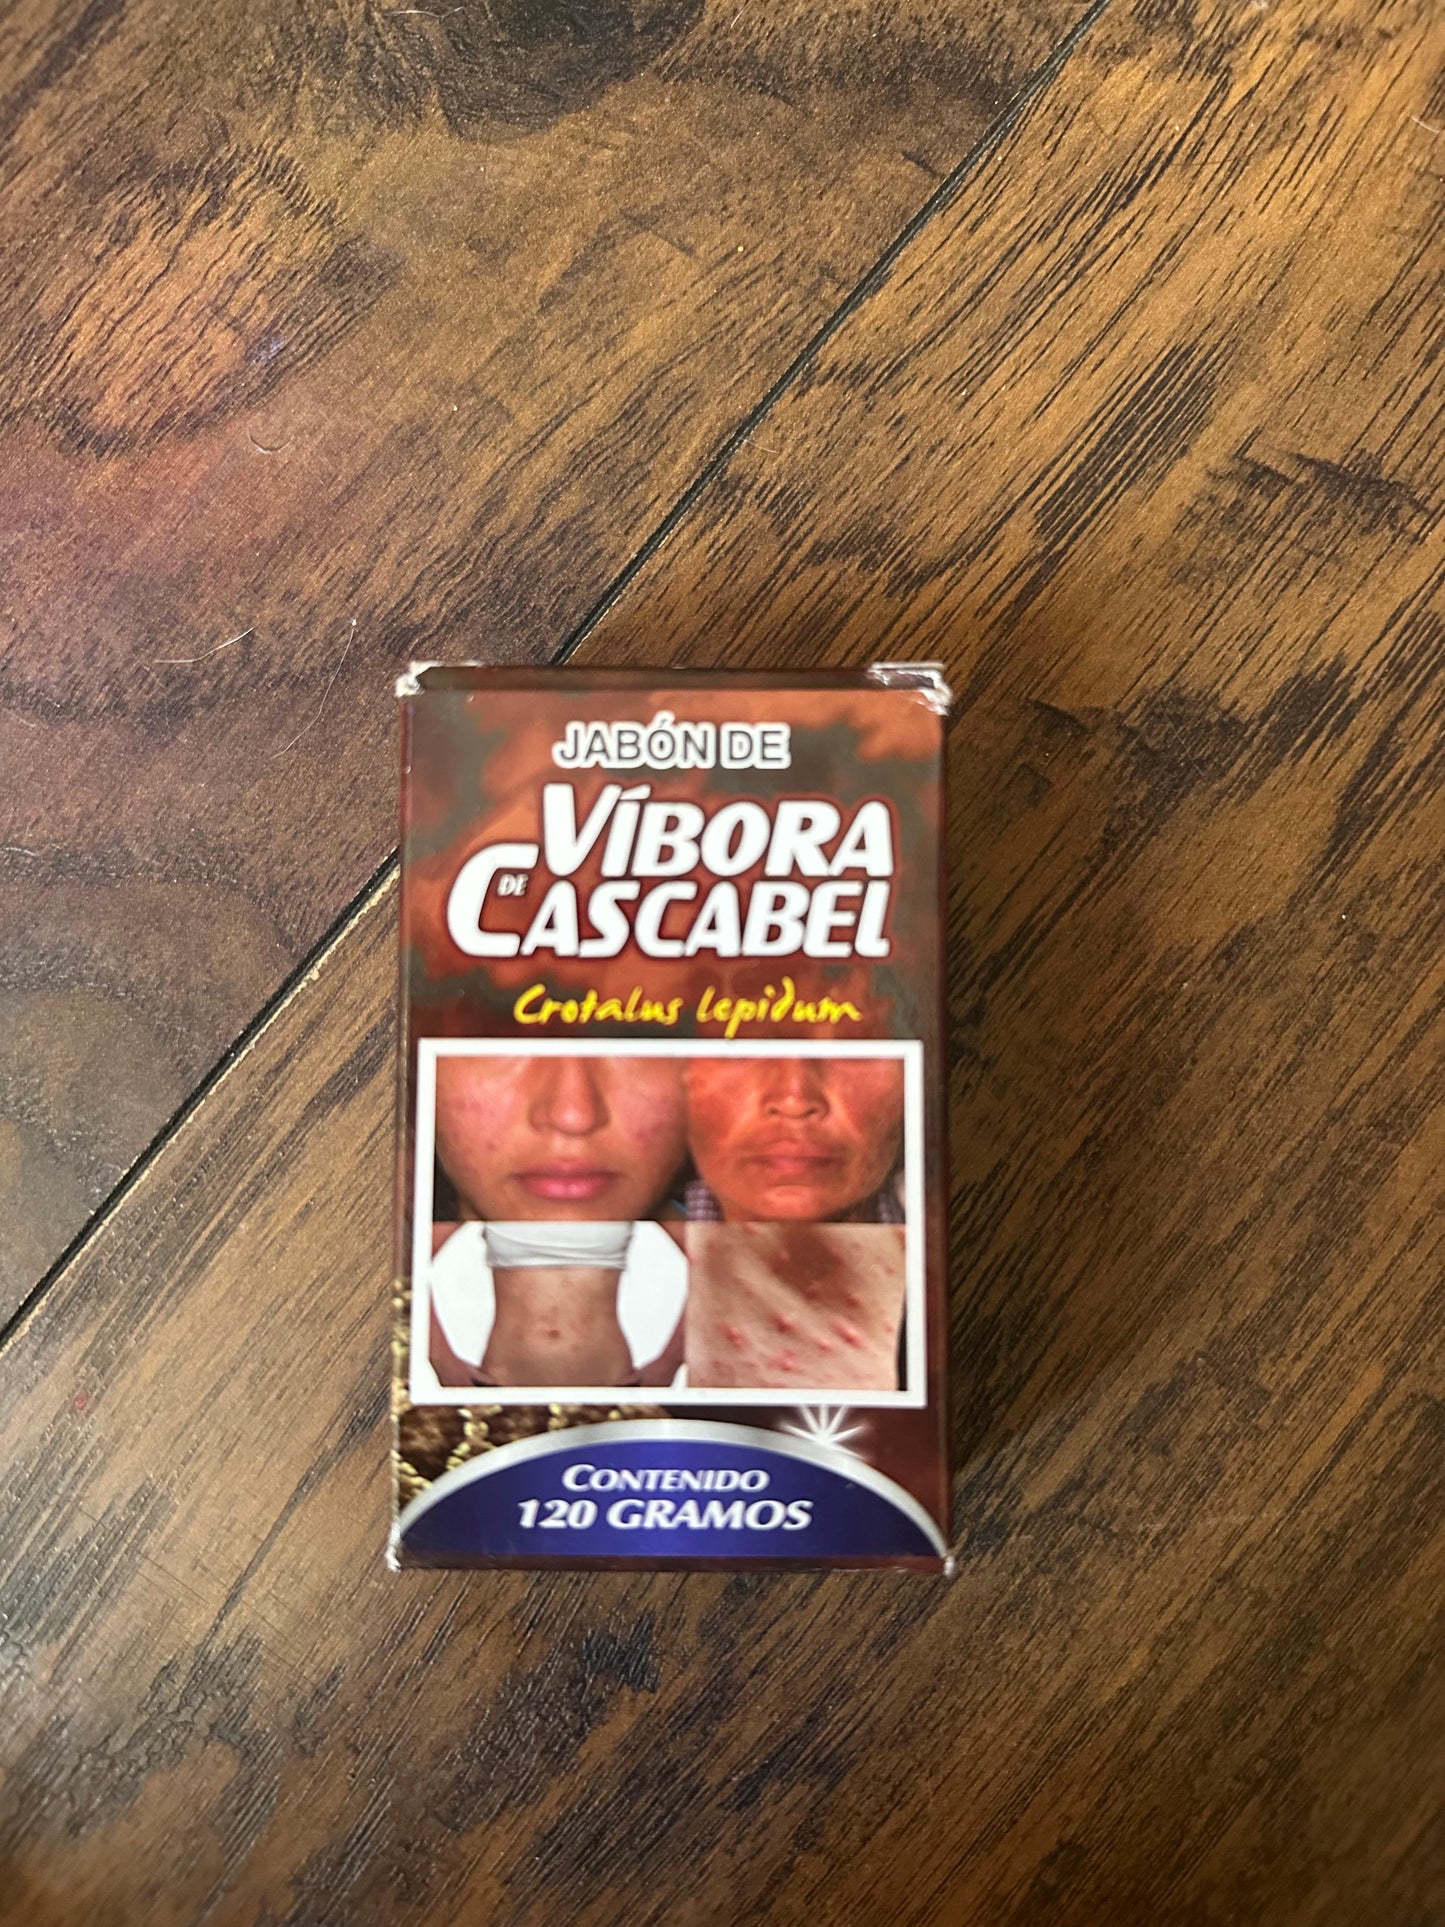 JABÓN DE
VÍBORA
DE CASCABEL
Crotalus lepidum
CONTENIDO
120 GRAMOS